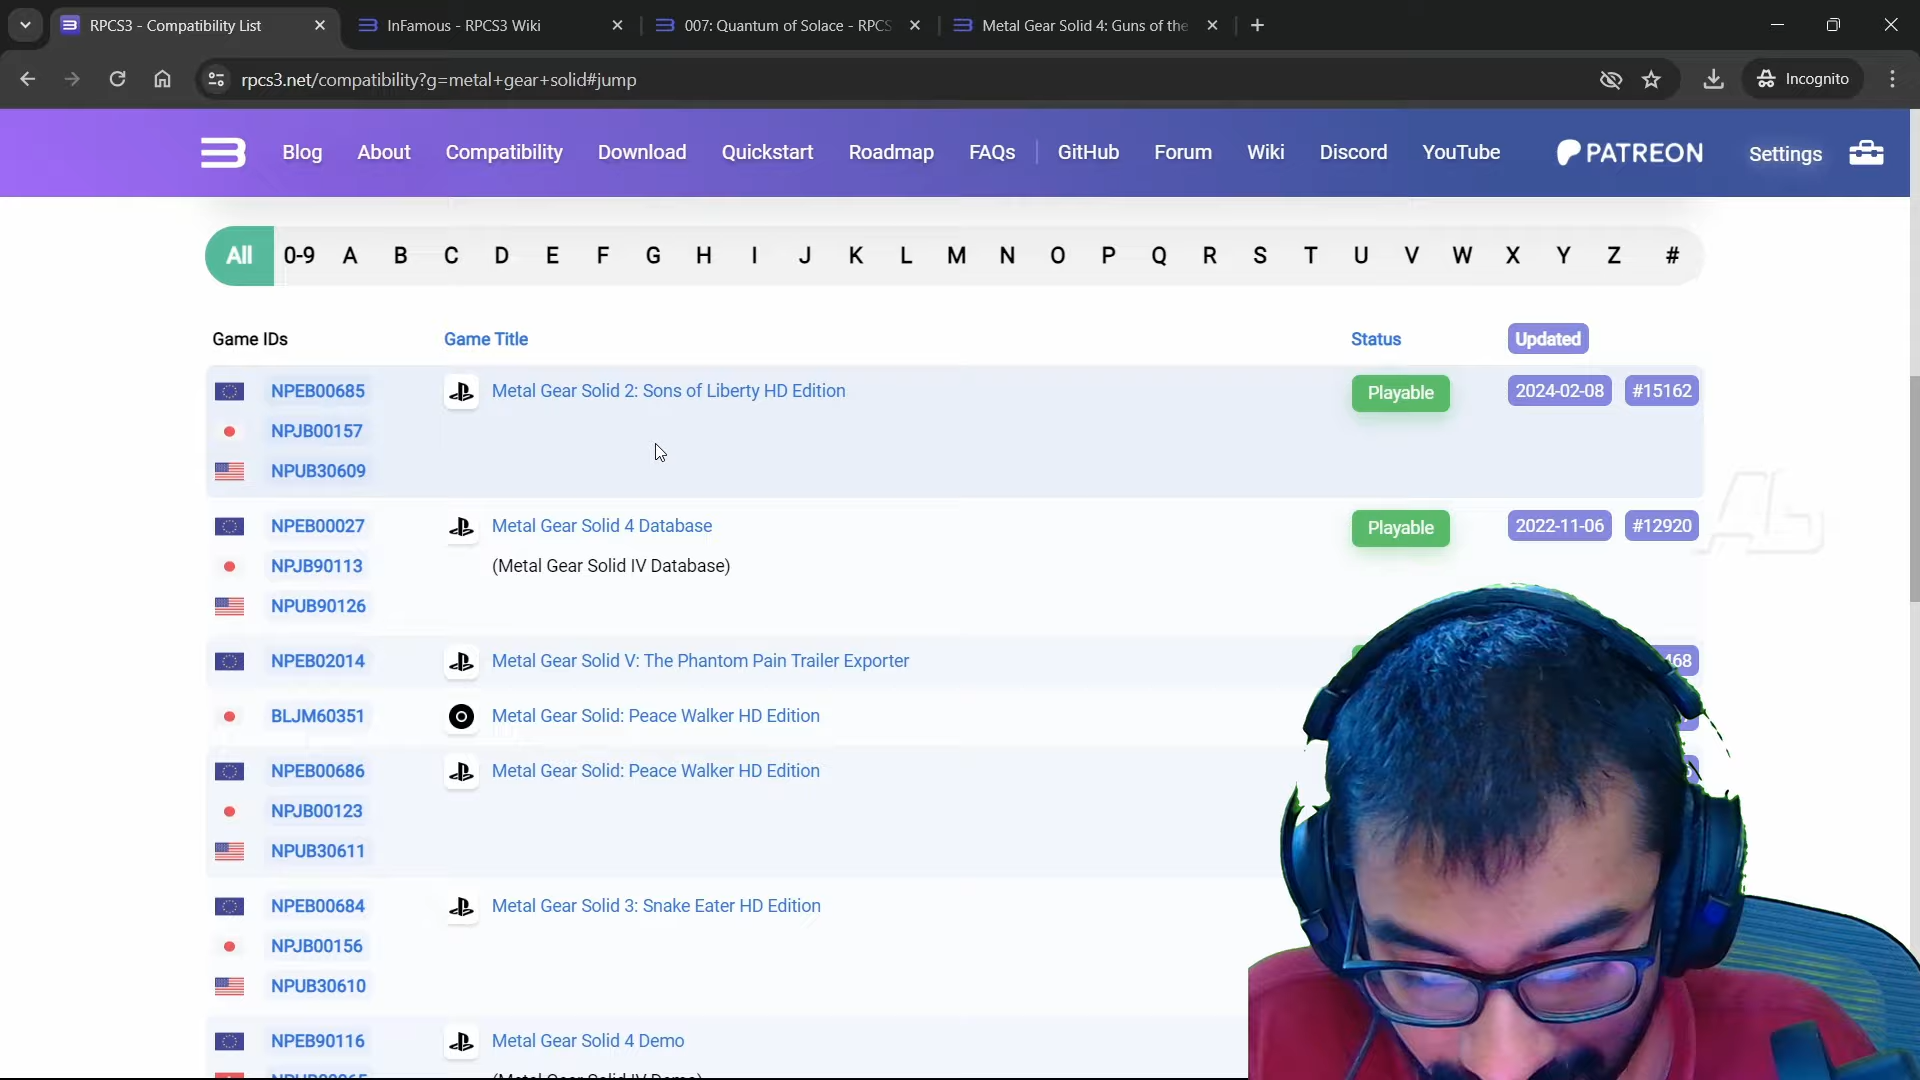 RPCS3 - Compatibility List
InFamous - RPCS3 Wiki
007: Quantum of Solace - RPCS
Metal Gear Solid 4: Guns of the
rpcs3.net/compatibility?g=metal+gear+solid#jump
Incognito
Blog About Compatibility Download Quickstart Roadmap FAQs GitHub Forum Wiki Discord YouTube PATREON Settings
All 0-9 A B C D E F G H I J K L M N O P Q R S T U V W X Y Z #
Game IDs Game Title Status Updated
NPEB00685 Metal Gear Solid 2: Sons of Liberty HD Edition Playable 2024-02-08 #15162
NPJB00157
NPUB30609
NPEB00027 Metal Gear Solid 4 Database Playable 2022-11-06 #12920
NPJB90113 (Metal Gear Solid IV Database)
NPUB90126
NPEB02014 Metal Gear Solid V: The Phantom Pain Trailer Exporter 468
BLJM60351 Metal Gear Solid: Peace Walker HD Edition
NPEB00686 Metal Gear Solid: Peace Walker HD Edition
NPJB00123
NPUB30611
NPEB00684 Metal Gear Solid 3: Snake Eater HD Edition
NPJB00156
NPUB30610
NPEB90116 Metal Gear Solid 4 Demo
(Metal Gear Solid IV Demo)